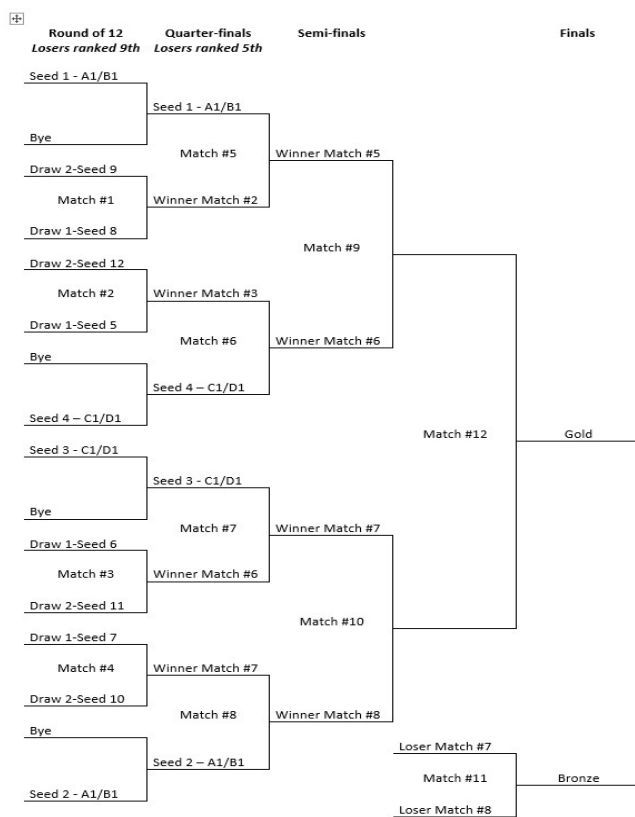 Round of 12 Quarter-finals Semi-finals Finals
Losers ranked 9th Losers ranked 5th
Seed 1 - A1/B1
Seed 1 - A1/B1
Bye
Match #5 Winner Match #5
Draw 2-Seed 9
Match #1 Winner Match #2
Draw 1-Seed 8
Match #9
Draw 2-Seed 12
Match #2 Winner Match #3
Draw 1-Seed 5
Match #6 Winner Match #6
Bye
Seed 4 – C1/D1
Seed 4 – C1/D1
Match #12 Gold
Seed 3 - C1/D1
Seed 3 - C1/D1
Bye
Match #7 Winner Match #7
Draw 1-Seed 6
Match #3 Winner Match #6
Draw 2-Seed 11
Match #10
Draw 1-Seed 7
Match #4 Winner Match #7
Draw 2-Seed 10
Match #8 Winner Match #8
Bye
Loser Match #7
Seed 2 – A1/B1
Match #11 Bronze
Seed 2 - A1/B1
Loser Match #8